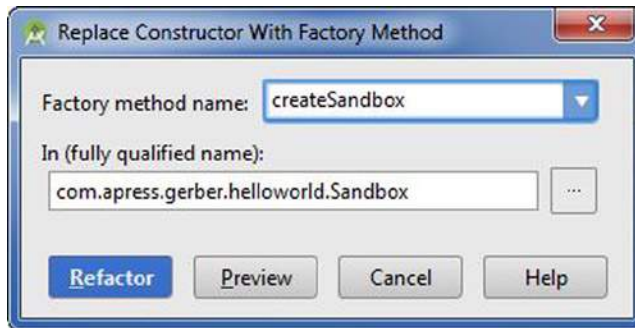 Replace Constructor With Factory Method
Factory method name: createSandbox
In (fully qualified name):
com.apress.gerber.helloworld.Sandbox ...
Refactor Preview Cancel Help